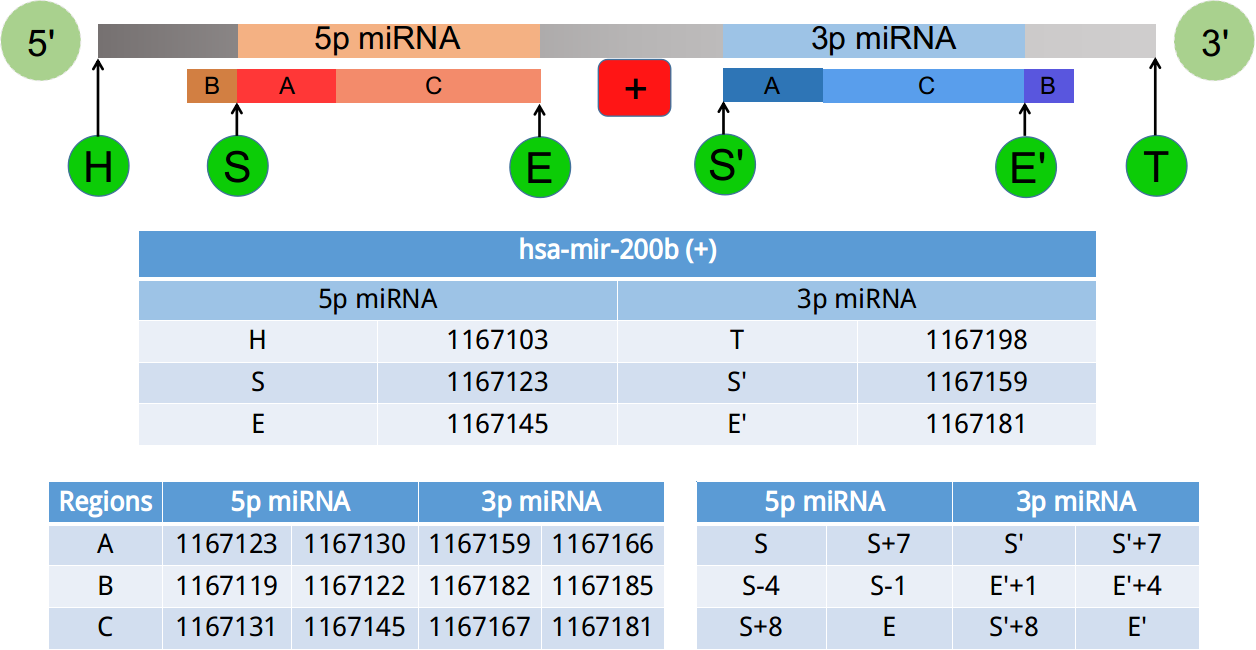 5' 5p miRNA 3p miRNA 3'
B A C + A C B
H S E S' E' T
hsa-mir-200b (+)
5p miRNA 3p miRNA
H 1167103 T 1167198
S 1167123 S' 1167159
E 1167145 E' 1167181
Regions 5p miRNA 3p miRNA
A 1167123 1167130 1167159 1167166
B 1167119 1167122 1167182 1167185
C 1167131 1167145 1167167 1167181
5p miRNA 3p miRNA
S S+7 S' S'+7
S-4 S-1 E'+1 E'+4
S+8 E S'+8 E'